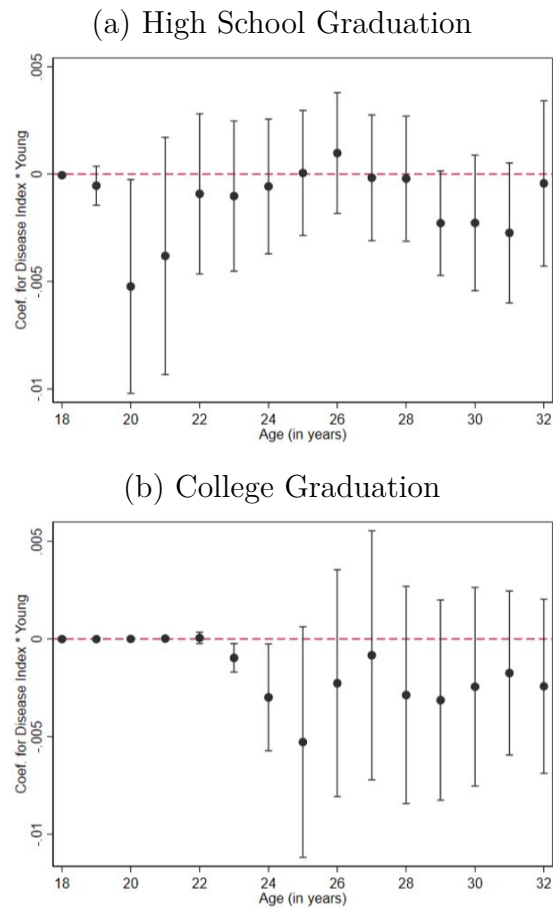 (a) High School Graduation
.005
0
-.005
-.01
Coef. for Disease Index * Young
18 20 22 24 26 28 30 32
Age (in years)
(b) College Graduation
.005
0
-.005
-.01
Coef. for Disease Index * Young
18 20 22 24 26 28 30 32
Age (in years)